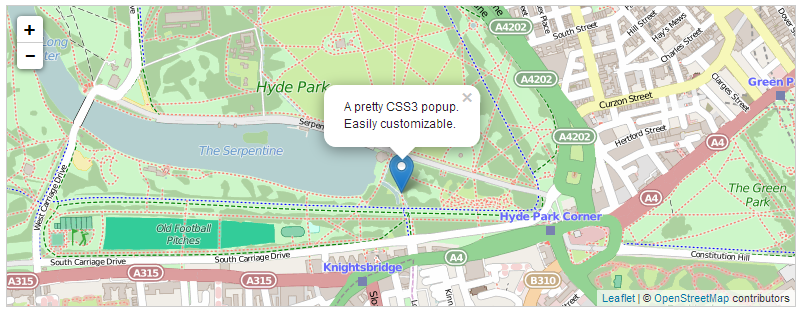 +
−
Long
Hyde Park
A pretty CSS3 popup.
Easily customizable.
×
The Serpentine
West Carriage Drive
Old Football
Pitches
South Carriage Drive
South Carriage Drive
A315
A315
A315
Knightsbridge
A4
B310
Hyde Park Corner
A4202
A4202
A4202
South Street
Hill Street
Hay's Mews
Charles Street
Clarges Street
Curzon Street
Hertford Street
Green P
A4
A4
The Green
Park
Constitution Hill
Leaflet | © OpenStreetMap contributors